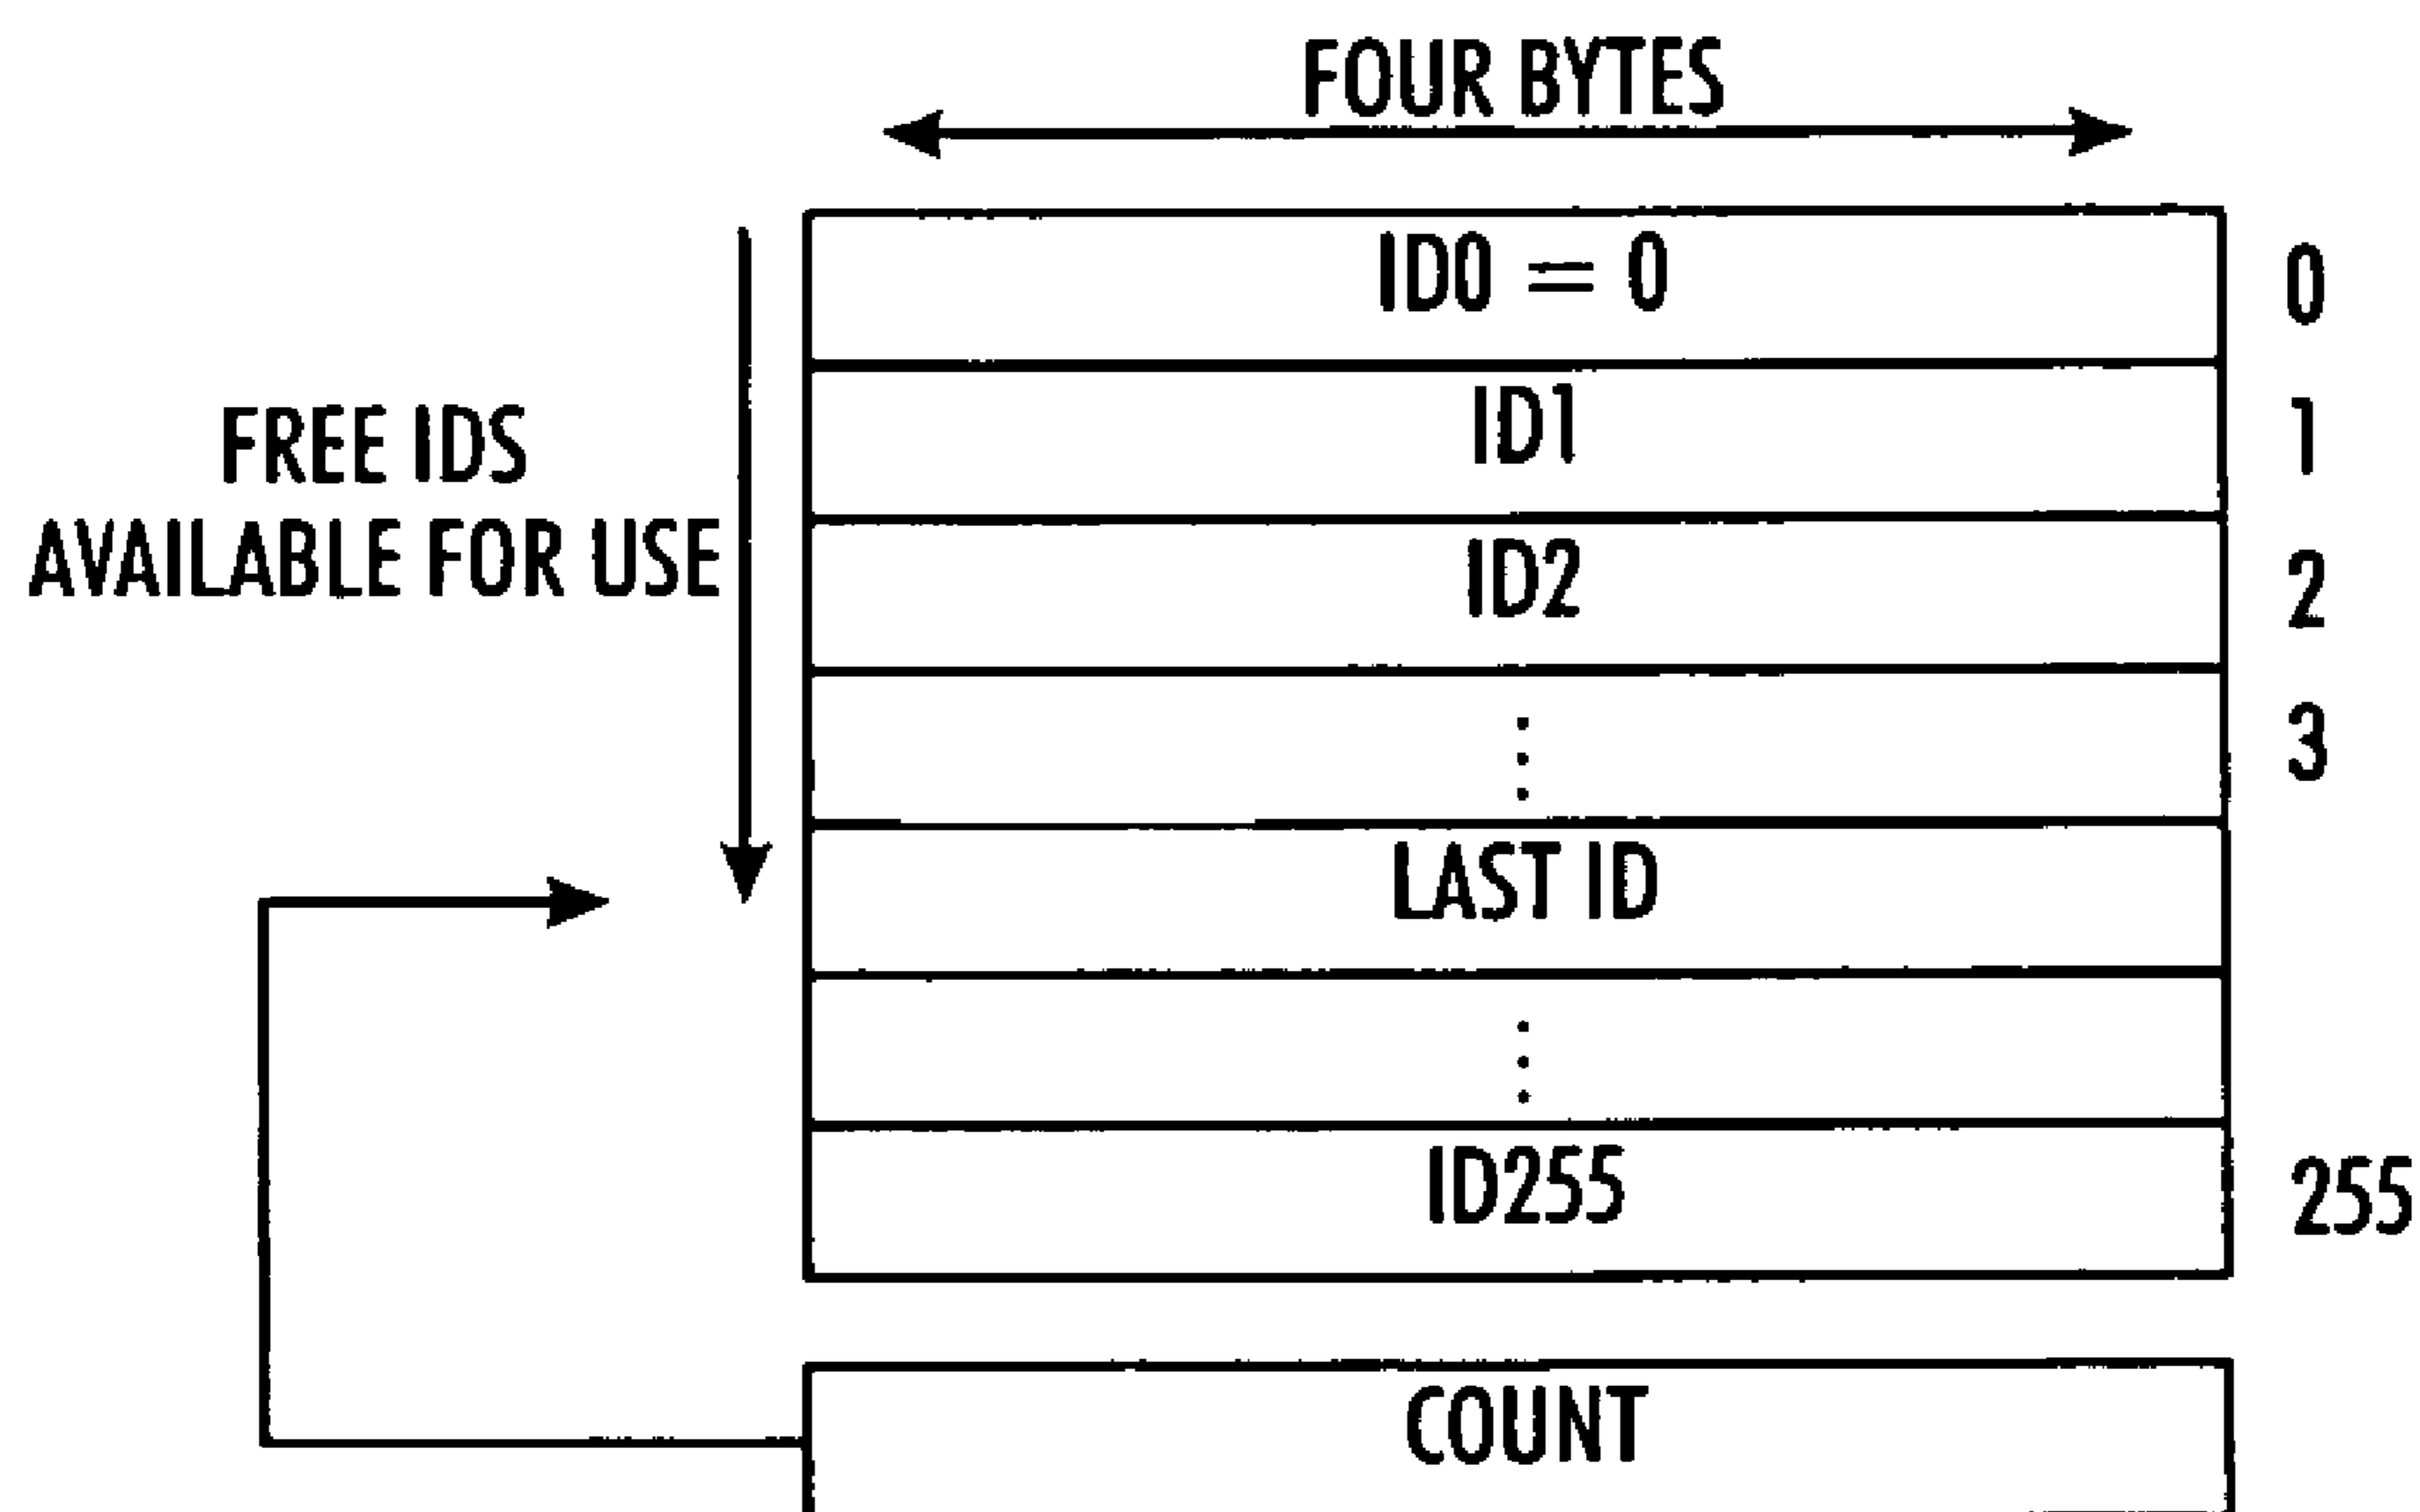 FOUR BYTES
ID0 = 0
0
ID1
1
FREE IDS
AVAILABLE FOR USE
ID2
2
3
LAST ID
ID255
255
COUNT